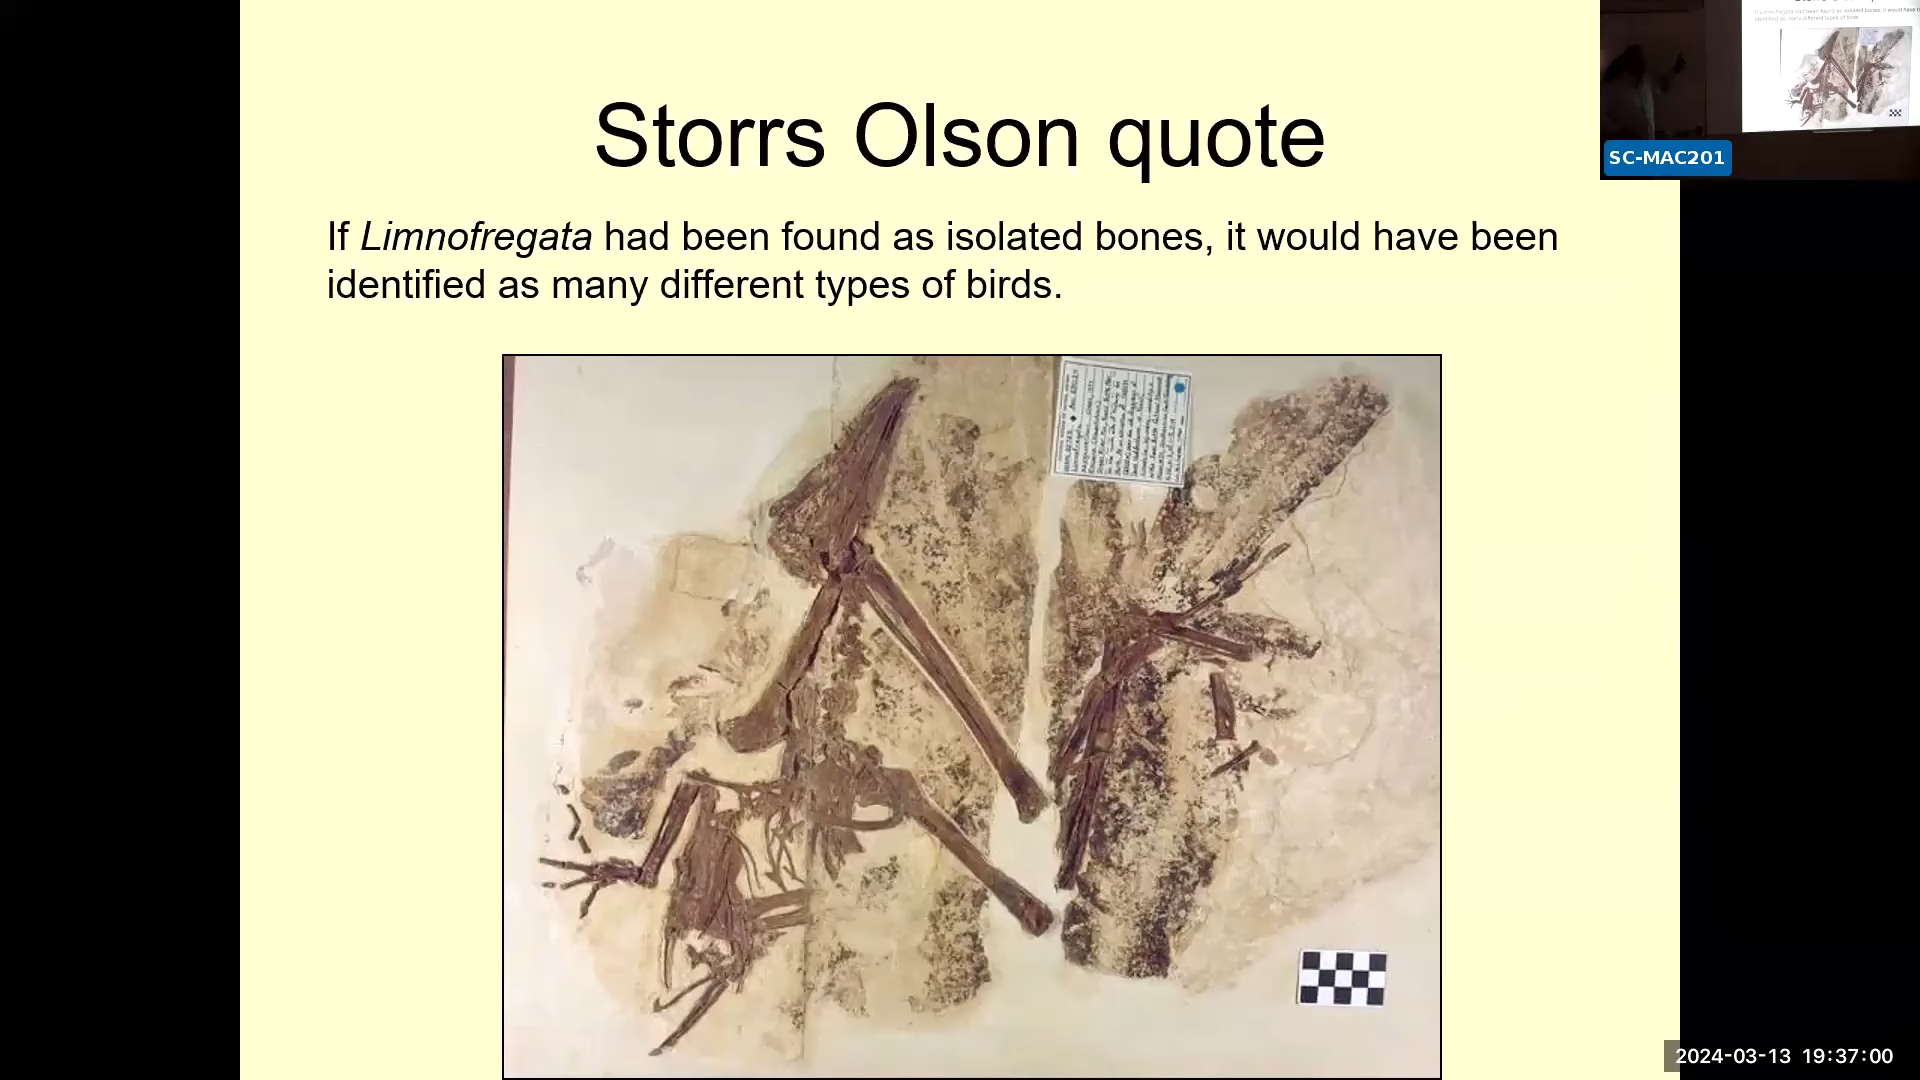 Storrs Olson quote
If Limnofregata had been found as isolated bones, it would have been
identified as many different types of birds.
SC-MAC201
2024-03-13 19:37:00